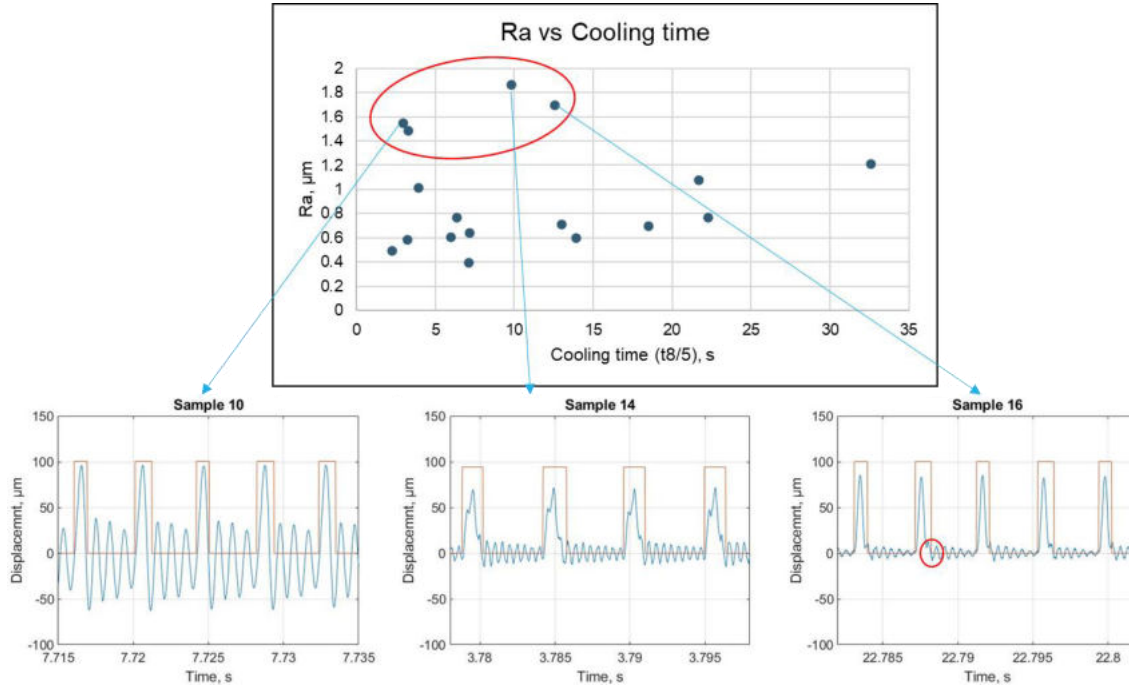 Ra vs Cooling time
2
1.8
1.6
1.4
1.2
1
0.8
0.6
0.4
0.2
0
Ra, µm
0 5 10 15 20 25 30 35
Cooling time (t8/5), s
Sample 10
150
100
50
0
-50
-100
Displacemnt, µm
7.715 7.72 7.725 7.73 7.735
Time, s
Sample 14
150
100
50
0
-50
-100
Displacemnt, µm
3.78 3.785 3.79 3.795
Time, s
Sample 16
150
100
50
0
-50
-100
Displacemnt, µm
22.785 22.79 22.795 22.8
Time, s